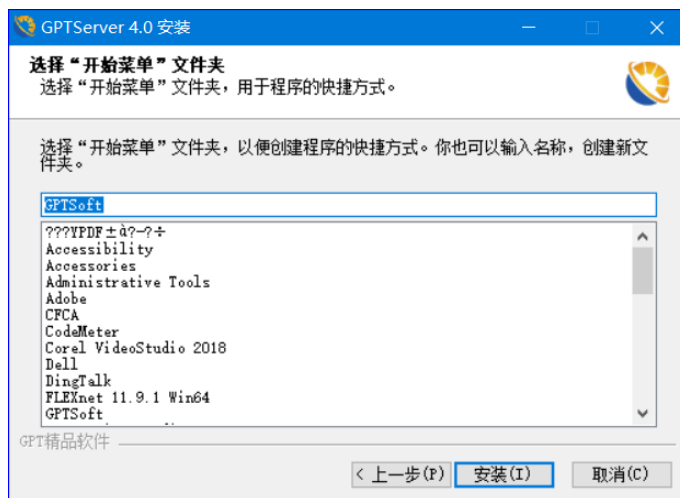 GPTServer 4.0 安装
选择“开始菜单”文件夹
选择“开始菜单”文件夹，用于程序的快捷方式。
选择“开始菜单”文件夹，以便创建程序的快捷方式。你也可以输入名称，创建新文
件夹。
GPTSoft
???YPDF±à?-?÷
Accessibility
Accessories
Administrative Tools
Adobe
CFCA
CodeMeter
Corel VideoStudio 2018
Dell
DingTalk
FLEXnet 11.9.1 Win64
GPTSoft
GPT精品软件
< 上一步(P) 安装(I) 取消(C)